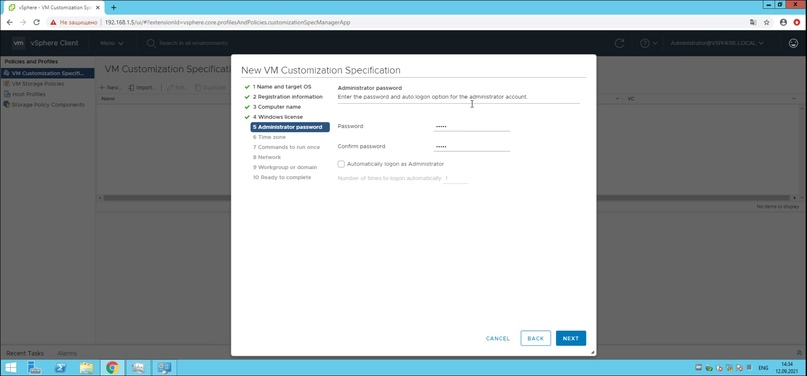 vSphere - VM Customization Spe
Не защищено
192.168.1.5/ui/#?extensionId=vsphere.core.profilesAndPolicies.customizationSpecManagerApp
vm vSphere Client Menu Search in all environments Administrator@VSPHERE.LOCAL
Policies and Profiles
VM Customization Specifi...
VM Storage Policies
Host Profiles
Storage Policy Components
VM Customization Specificati
+ New... Import... Edit... Duplicate
Name
VC
No items to display
New VM Customization Specification
1 Name and target OS
2 Registration information
3 Computer name
4 Windows license
5 Administrator password
6 Time zone
7 Commands to run once
8 Network
9 Workgroup or domain
10 Ready to complete
Administrator password
Enter the password and auto logon option for the administrator account.
Password: •••••
Confirm password: •••••
Automatically logon as Administrator
Number of times to logon automatically: 1
CANCEL BACK NEXT
Recent Tasks Alarms
14:34
12.09.2021